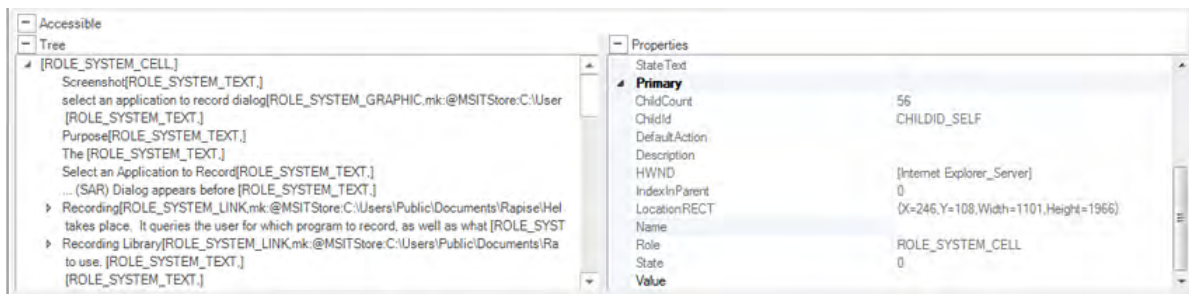 Accessible
Tree
[ROLE_SYSTEM_CELL,]
Screenshot[ROLE_SYSTEM_TEXT,]
select an application to record dialog[ROLE_SYSTEM_GRAPHIC,mk:@MSITStore:C:\User
[ROLE_SYSTEM_TEXT,]
Purpose[ROLE_SYSTEM_TEXT,]
The [ROLE_SYSTEM_TEXT,]
Select an Application to Record[ROLE_SYSTEM_TEXT,]
... (SAR) Dialog appears before [ROLE_SYSTEM_TEXT,]
Recording[ROLE_SYSTEM_LINK,mk:@MSITStore:C:\Users\Public\Documents\Rapise\Hel
takes place.  It queries the user for which program to record, as well as what [ROLE_SYST
Recording Library[ROLE_SYSTEM_LINK,mk:@MSITStore:C:\Users\Public\Documents\Ra
to use. [ROLE_SYSTEM_TEXT,]
[ROLE_SYSTEM_TEXT,]
Properties
StateText
Primary
ChildCount 56
ChildId CHILDID_SELF
DefaultAction
Description
HWND [Internet Explorer_Server]
IndexInParent 0
LocationRECT {X=246,Y=108,Width=1101,Height=1966}
Name
Role ROLE_SYSTEM_CELL
State 0
Value